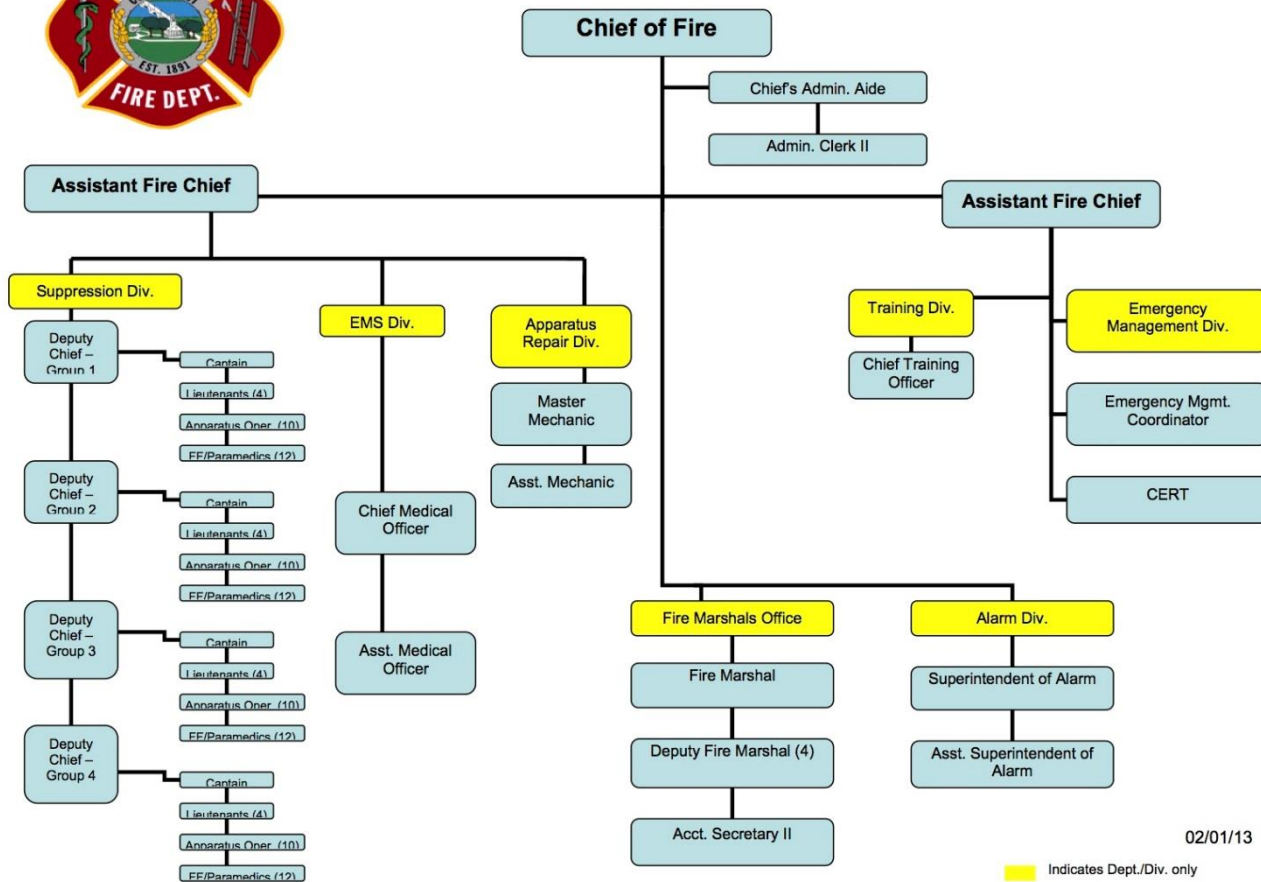 EST. 1891
FIRE DEPT.
Chief of Fire
Chief's Admin. Aide
Admin. Clerk II
Assistant Fire Chief
Assistant Fire Chief
Suppression Div.
Deputy
Chief –
Group 1
Captain
Lieutenants (4)
Apparatus Oper. (10)
FF/Paramedics (12)
Deputy
Chief –
Group 2
Captain
Lieutenants (4)
Apparatus Oper. (10)
FF/Paramedics (12)
Deputy
Chief –
Group 3
Captain
Lieutenants (4)
Apparatus Oper. (10)
FF/Paramedics (12)
Deputy
Chief –
Group 4
Captain
Lieutenants (4)
Apparatus Oper. (10)
FF/Paramedics (12)
EMS Div.
Chief Medical
Officer
Asst. Medical
Officer
Apparatus
Repair Div.
Master
Mechanic
Asst. Mechanic
Training Div.
Chief Training
Officer
Emergency
Management Div.
Emergency Mgmt.
Coordinator
CERT
Fire Marshals Office
Fire Marshal
Deputy Fire Marshal (4)
Acct. Secretary II
Alarm Div.
Superintendent of Alarm
Asst. Superintendent of
Alarm
02/01/13
Indicates Dept./Div. only